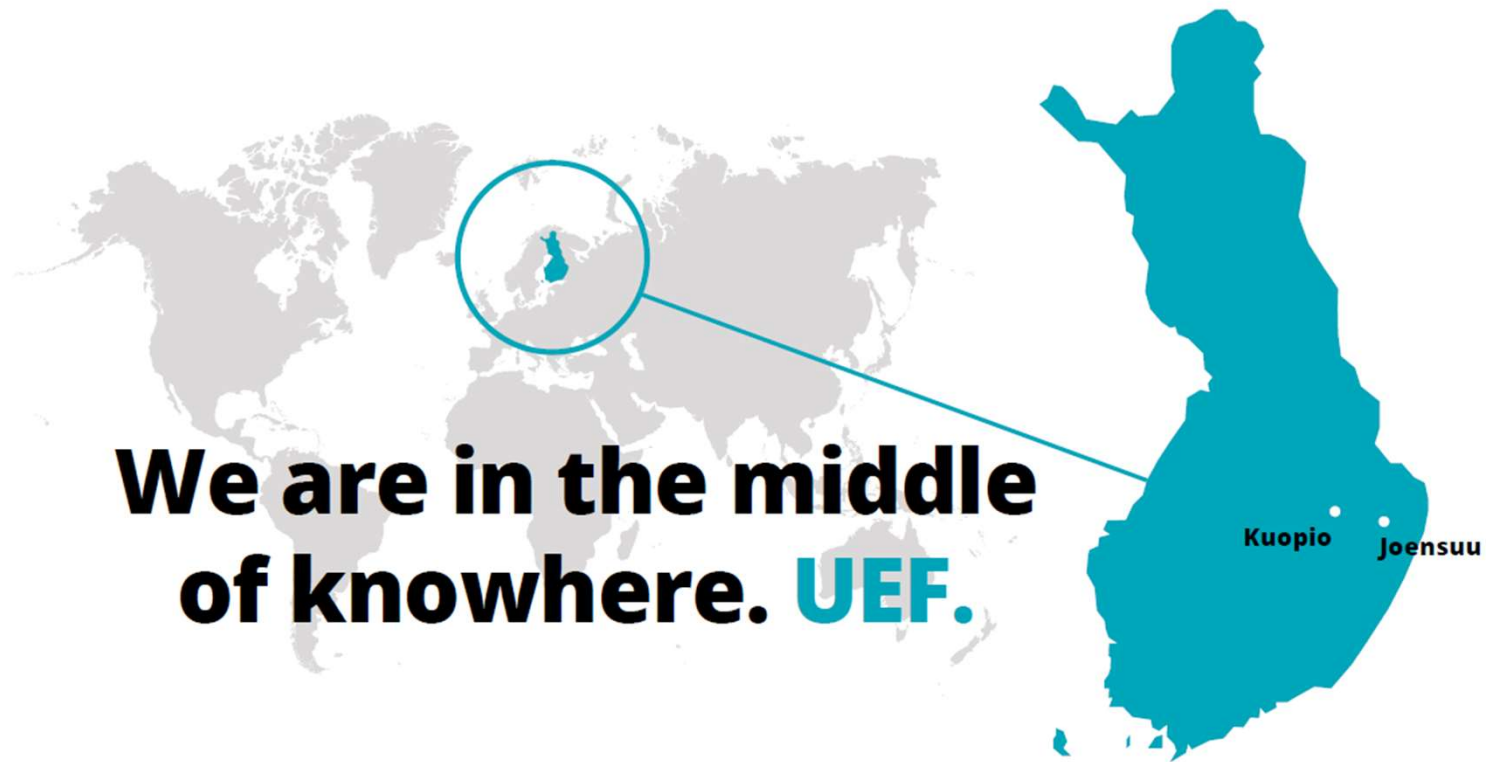 We are in the middle
of knowhere. UEF.
Kuopio
Joensuu